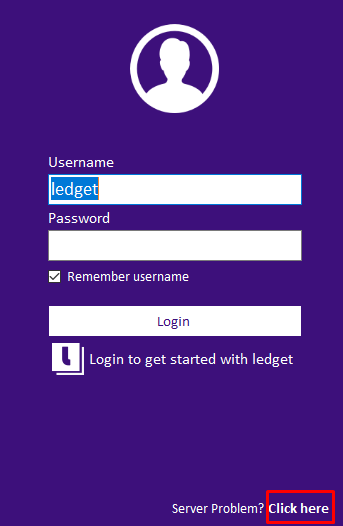 Username
ledget
Password
Remember username
Login
Login to get started with ledget
Server Problem? Click here